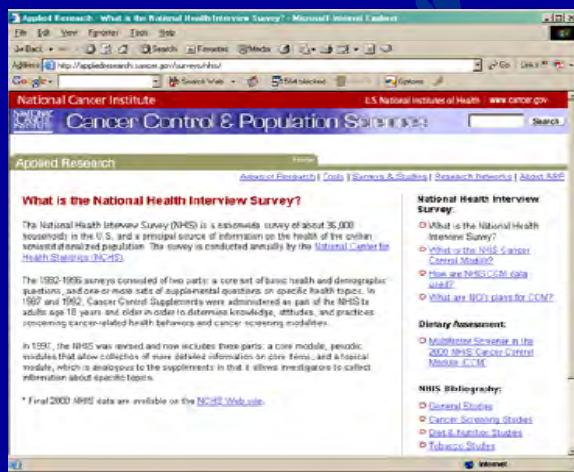 Applied Research - What is the National Health Interview Survey? - Microsoft Internet Explorer
File Edit View Favorites Tools Help
Back Search Favorites Media
Address http://appliedresearch.cancer.gov/surveys/nhis/ Go Links
Google Search Web blocked Options
National Cancer Institute U.S. National Institutes of Health | www.cancer.gov
Cancer Control & Population Sciences Search
Applied Research Home
Areas of Research | Tools | Surveys & Studies | Research Networks | About ARP
What is the National Health Interview Survey?
The National Health Interview Survey (NHIS) is a nationwide survey of about 36,000
households in the U.S. and a principal source of information on the health of the civilian
noninstitutionalized population. The survey is conducted annually by the National Center for
Health Statistics (NCHS).
The 1982-1996 surveys consisted of two parts: a core set of basic health and demographic
questions, and one or more sets of supplemental questions on specific health topics. In
1987 and 1992, Cancer Control Supplements were administered as part of the NHIS to
adults age 18 years and older in order to determine knowledge, attitudes, and practices
concerning cancer-related health behaviors and cancer screening modalities.
In 1997, the NHIS was revised and now includes three parts: a core module, periodic
modules that allow collection of more detailed information on core items, and a topical
module, which is analogous to the supplements in that it allows investigators to collect
information about specific topics.
* Final 2000 NHIS data are available on the NCHS Web site.
National Health Interview
Survey:
What is the National Health
Interview Survey?
What is the NHIS Cancer
Control Module?
How are NHIS CCM data
used?
What are NCI's plans for CCM?
Dietary Assessment:
Multifactor Screener in the
2000 NHIS Cancer Control
Module (CCM)
NHIS Bibliography:
General Studies
Cancer Screening Studies
Diet & Nutrition Studies
Tobacco Studies
Internet